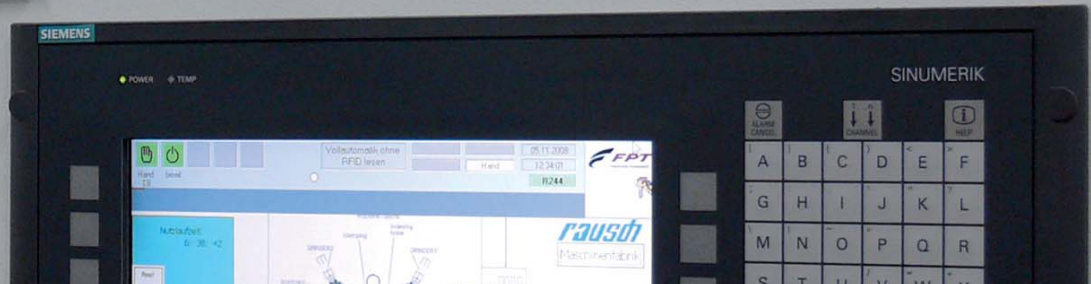 SIEMENS
POWER TEMP
SINUMERIK
ALARM CANCEL
CHANNEL
HELP
Vollautomatik ohne
RFID lesen
Hand
05.11.2008
12:34:01
R244
FPT
Hand
Nutzlaufzeit
6: 38: 42
Reset
rausch
Maschinenfabrik
A B C D E F
G H I J K L
M N O P Q R
S T U V W X